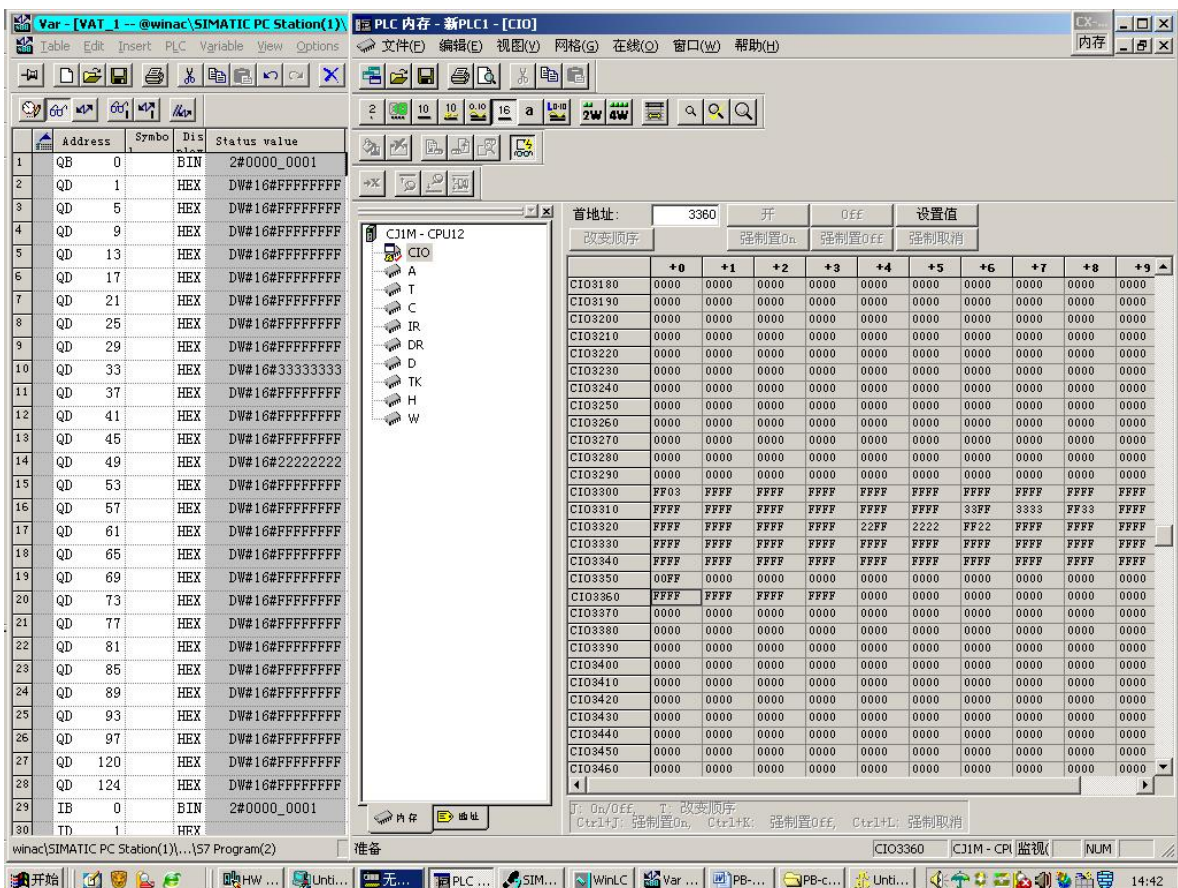 Var - [VAT_1 -- @winac\SIMATIC PC Station(1)\
Table Edit Insert PLC Variable View Options
Address Symbo Dis Status value
1 QB 0 BIN 2#0000_0001
2 QD 1 HEX DW#16#FFFFFFFF
3 QD 5 HEX DW#16#FFFFFFFF
4 QD 9 HEX DW#16#FFFFFFFF
5 QD 13 HEX DW#16#FFFFFFFF
6 QD 17 HEX DW#16#FFFFFFFF
7 QD 21 HEX DW#16#FFFFFFFF
8 QD 25 HEX DW#16#FFFFFFFF
9 QD 29 HEX DW#16#FFFFFFFF
10 QD 33 HEX DW#16#33333333
11 QD 37 HEX DW#16#FFFFFFFF
12 QD 41 HEX DW#16#FFFFFFFF
13 QD 45 HEX DW#16#FFFFFFFF
14 QD 49 HEX DW#16#22222222
15 QD 53 HEX DW#16#FFFFFFFF
16 QD 57 HEX DW#16#FFFFFFFF
17 QD 61 HEX DW#16#FFFFFFFF
18 QD 65 HEX DW#16#FFFFFFFF
19 QD 69 HEX DW#16#FFFFFFFF
20 QD 73 HEX DW#16#FFFFFFFF
21 QD 77 HEX DW#16#FFFFFFFF
22 QD 81 HEX DW#16#FFFFFFFF
23 QD 85 HEX DW#16#FFFFFFFF
24 QD 89 HEX DW#16#FFFFFFFF
25 QD 93 HEX DW#16#FFFFFFFF
26 QD 97 HEX DW#16#FFFFFFFF
27 QD 120 HEX DW#16#FFFFFFFF
28 QD 124 HEX DW#16#FFFFFFFF
29 IB 0 BIN 2#0000_0001
30 ID 1 HEX
winac\SIMATIC PC Station(1)\...\S7 Program(2)
PLC 内存 - 新PLC1 - [CIO]
CX-...
内存
文件(F) 编辑(E) 视图(V) 网格(G) 在线(O) 窗口(W) 帮助(H)
2 10 10 0.10 16 a 2W 4W
CJ1M - CPU12
CIO
A
T
C
IR
DR
D
TK
H
W
内存 地址
首地址: 3360 开 Off 设置值
改变顺序 强制置On 强制置Off 强制取消
+0 +1 +2 +3 +4 +5 +6 +7 +8 +9
CIO3180 0000 0000 0000 0000 0000 0000 0000 0000 0000 0000
CIO3190 0000 0000 0000 0000 0000 0000 0000 0000 0000 0000
CIO3200 0000 0000 0000 0000 0000 0000 0000 0000 0000 0000
CIO3210 0000 0000 0000 0000 0000 0000 0000 0000 0000 0000
CIO3220 0000 0000 0000 0000 0000 0000 0000 0000 0000 0000
CIO3230 0000 0000 0000 0000 0000 0000 0000 0000 0000 0000
CIO3240 0000 0000 0000 0000 0000 0000 0000 0000 0000 0000
CIO3250 0000 0000 0000 0000 0000 0000 0000 0000 0000 0000
CIO3260 0000 0000 0000 0000 0000 0000 0000 0000 0000 0000
CIO3270 0000 0000 0000 0000 0000 0000 0000 0000 0000 0000
CIO3280 0000 0000 0000 0000 0000 0000 0000 0000 0000 0000
CIO3290 0000 0000 0000 0000 0000 0000 0000 0000 0000 0000
CIO3300 FF03 FFFF FFFF FFFF FFFF FFFF FFFF FFFF FFFF FFFF
CIO3310 FFFF FFFF FFFF FFFF FFFF FFFF 33FF 3333 FF33 FFFF
CIO3320 FFFF FFFF FFFF FFFF 22FF 2222 FF22 FFFF FFFF FFFF
CIO3330 FFFF FFFF FFFF FFFF FFFF FFFF FFFF FFFF FFFF FFFF
CIO3340 FFFF FFFF FFFF FFFF FFFF FFFF FFFF FFFF FFFF FFFF
CIO3350 00FF 0000 0000 0000 0000 0000 0000 0000 0000 0000
CIO3360 FFFF FFFF FFFF FFFF 0000 0000 0000 0000 0000 0000
CIO3370 0000 0000 0000 0000 0000 0000 0000 0000 0000 0000
CIO3380 0000 0000 0000 0000 0000 0000 0000 0000 0000 0000
CIO3390 0000 0000 0000 0000 0000 0000 0000 0000 0000 0000
CIO3400 0000 0000 0000 0000 0000 0000 0000 0000 0000 0000
CIO3410 0000 0000 0000 0000 0000 0000 0000 0000 0000 0000
CIO3420 0000 0000 0000 0000 0000 0000 0000 0000 0000 0000
CIO3430 0000 0000 0000 0000 0000 0000 0000 0000 0000 0000
CIO3440 0000 0000 0000 0000 0000 0000 0000 0000 0000 0000
CIO3450 0000 0000 0000 0000 0000 0000 0000 0000 0000 0000
CIO3460 0000 0000 0000 0000 0000 0000 0000 0000 0000 0000
J: On/Off, T: 改变顺序
Ctrl+J: 强制置On, Ctrl+K: 强制置Off, Ctrl+L: 强制取消
准备 CIO3360 CJ1M - CPU 监视( NUM
开始 HW ... Unti... 无... PLC ... SIM... WinLC Var ... PB-... PB-c... Unti... 14:42